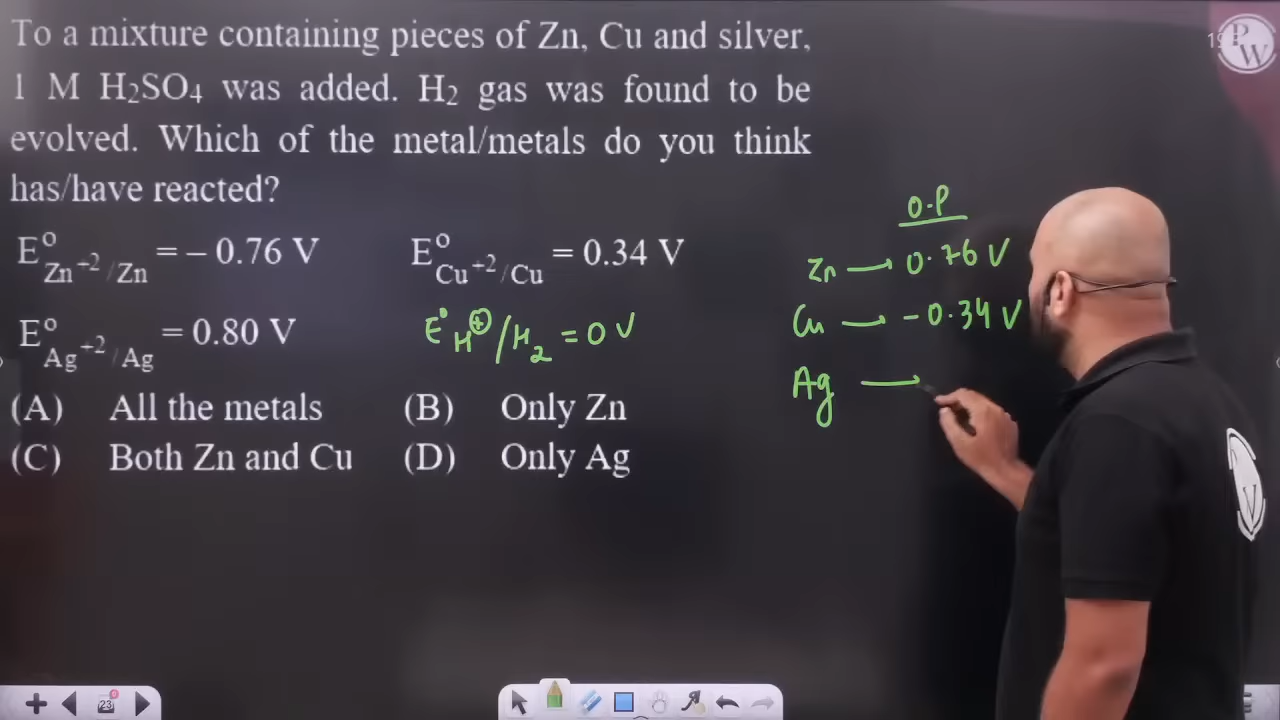 To a mixture containing pieces of Zn, Cu and silver,
1 M H₂SO₄ was added. H₂ gas was found to be
evolved. Which of the metal/metals do you think
has/have reacted?
E°Zn⁺²/Zn = – 0.76 V E°Cu⁺²/Cu = 0.34 V
E°Ag⁺²/Ag = 0.80 V E°H⊕/H₂ = 0 V
(A) All the metals (B) Only Zn
(C) Both Zn and Cu (D) Only Ag
O.P
Zn → 0.76 V
Cu → -0.34 V
Ag →
PW
23